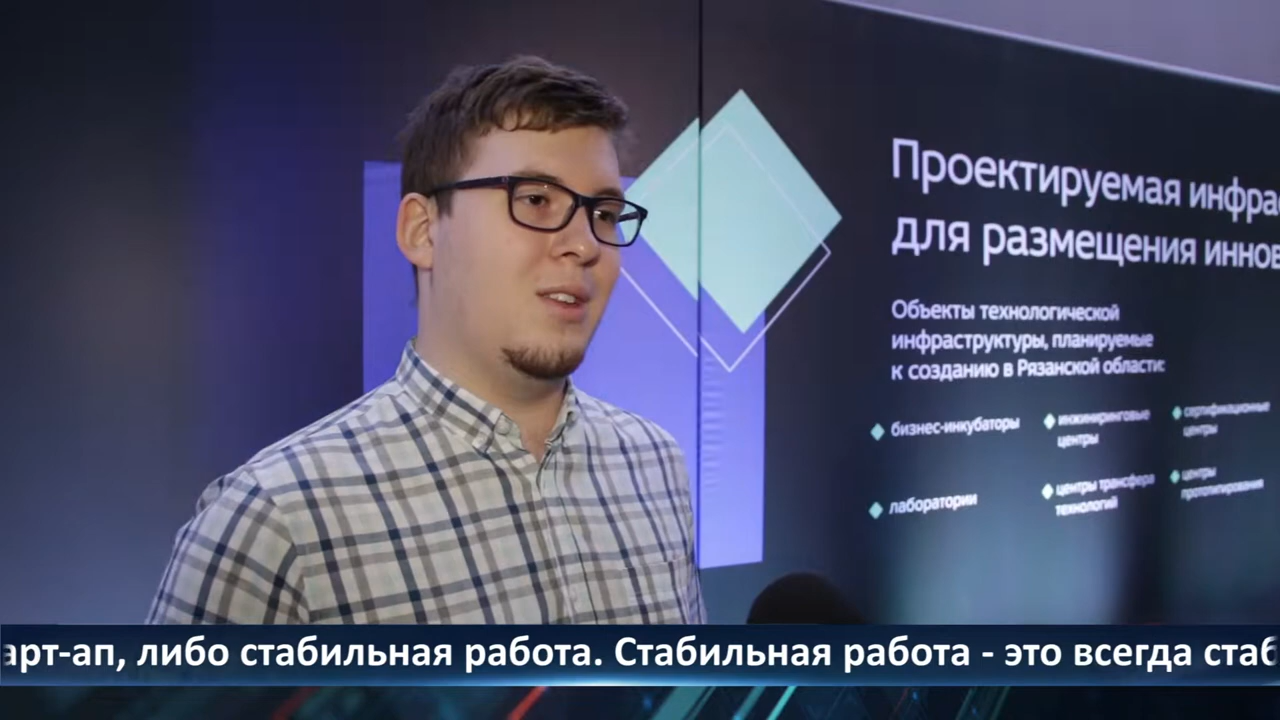 Проектируемая инфрас
для размещения иннов
Объекты технологической
инфраструктуры, планируемые
к созданию в Рязанской области:
бизнес-инкубаторы
инжиниринговые
центры
сертификационные
центры
лаборатории
центры трансфера
технологий
центры
прототипирования
арт-ап, либо стабильная работа. Стабильная работа - это всегда стаб